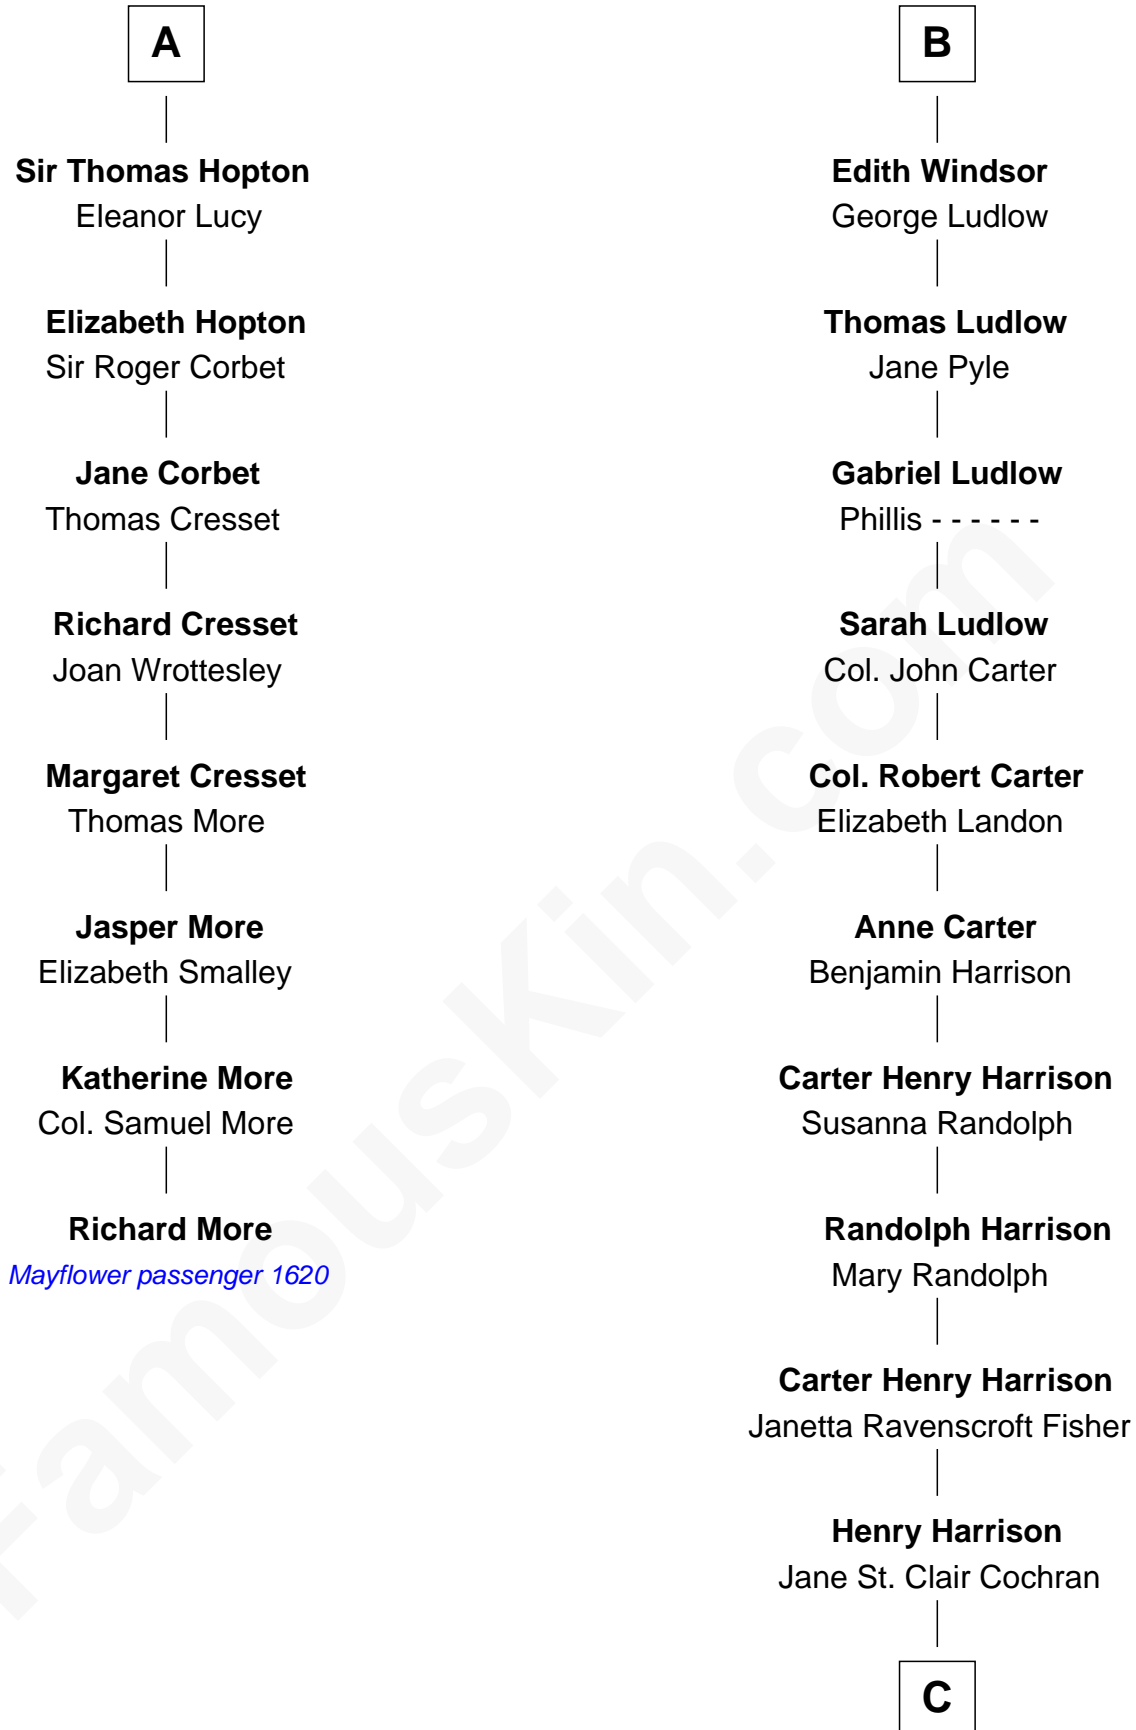 A
Sir Thomas Hopton
Eleanor Lucy
Elizabeth Hopton
Sir Roger Corbet
Jane Corbet
Thomas Cresset
Richard Cresset
Joan Wrottesley
Margaret Cresset
Thomas More
Jasper More
Elizabeth Smalley
Katherine More
Col. Samuel More
Richard More
Mayflower passenger 1620
B
Edith Windsor
George Ludlow
Thomas Ludlow
Jane Pyle
Gabriel Ludlow
Phillis - - - - - -
Sarah Ludlow
Col. John Carter
Col. Robert Carter
Elizabeth Landon
Anne Carter
Benjamin Harrison
Carter Henry Harrison
Susanna Randolph
Randolph Harrison
Mary Randolph
Carter Henry Harrison
Janetta Ravenscroft Fisher
Henry Harrison
Jane St. Clair Cochran
C
FamousKin.com